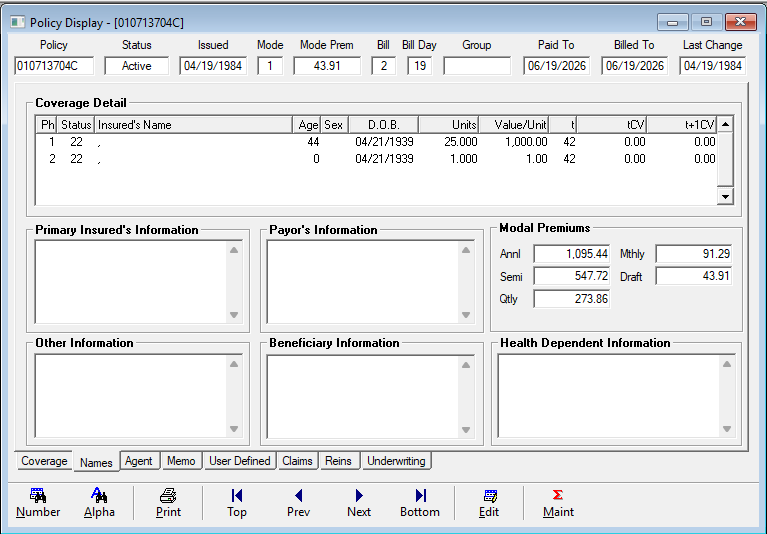 Policy Display - [010713704C]
Policy Status Issued Mode Mode Prem Bill Bill Day Group Paid To Billed To Last Change
010713704C Active 04/19/1984 1 43.91 2 19 06/19/2026 06/19/2026 04/19/1984
Coverage Detail
Ph Status Insured's Name Age Sex D.O.B. Units Value/Unit t tCV t+1CV
1 22 , 44 04/21/1939 25.000 1,000.00 42 0.00 0.00
2 22 , 0 04/21/1939 1.000 1.00 42 0.00 0.00
Primary Insured's Information
Payor's Information
Modal Premiums
Annl 1,095.44 Mthly 91.29
Semi 547.72 Draft 43.91
Qtly 273.86
Other Information
Beneficiary Information
Health Dependent Information
Coverage Names Agent Memo User Defined Claims Reins Underwriting
Number Alpha Print Top Prev Next Bottom Edit Σ Maint